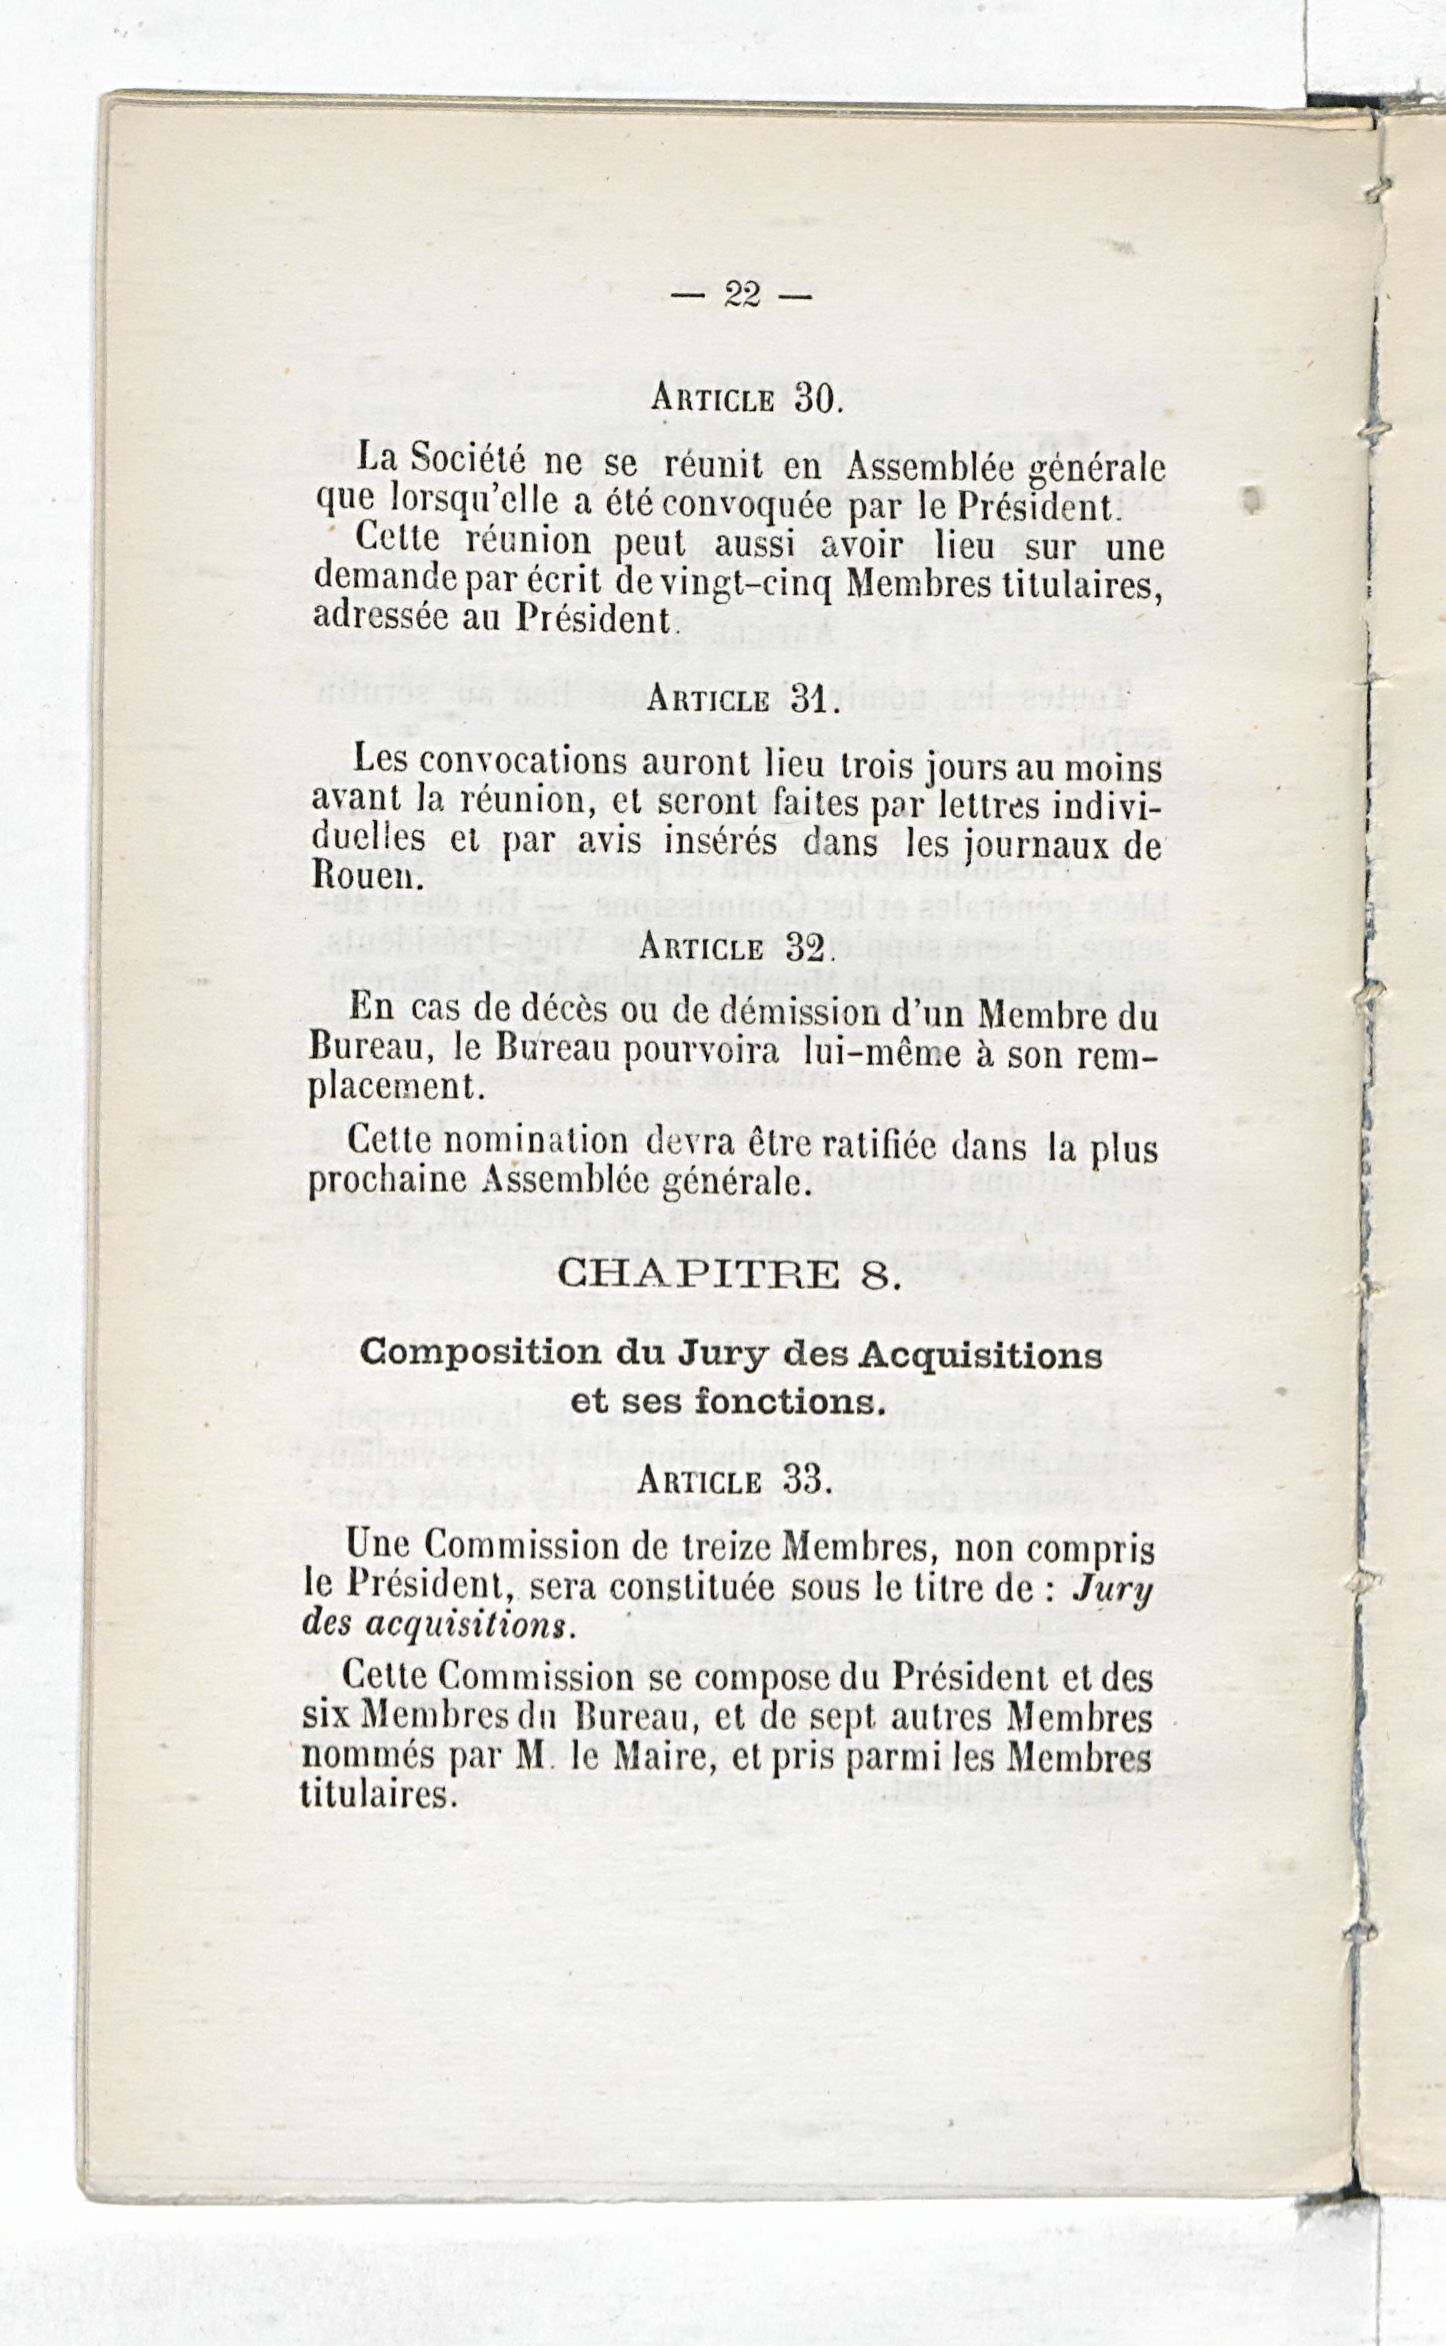 — 22 —
ARTICLE 30.
La Société ne se réunit en Assemblée générale
que lorsqu'elle a été convoquée par le Président.
Cette réunion peut aussi avoir lieu sur une
demande par écrit de vingt-cinq Membres titulaires,
adressée au Président.
ARTICLE 31.
Les convocations auront lieu trois jours au moins
avant la réunion, et seront faites par lettres indivi-
duelles et par avis insérés dans les journaux de
Rouen.
ARTICLE 32.
En cas de décès ou de démission d'un Membre du
Bureau, le Bureau pourvoira lui-même à son rem-
placement.
Cette nomination devra être ratifiée dans la plus
prochaine Assemblée générale.
CHAPITRE 8.
Composition du Jury des Acquisitions
et ses fonctions.
ARTICLE 33.
Une Commission de treize Membres, non compris
le Président, sera constituée sous le titre de : Jury
des acquisitions.
Cette Commission se compose du Président et des
six Membres du Bureau, et de sept autres Membres
nommés par M. le Maire, et pris parmi les Membres
titulaires.